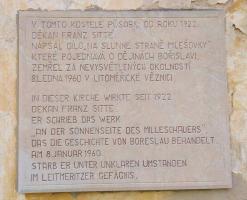 V TOMTO KOSTELE PŮSOBIL OD ROKU 1922
DĚKAN FRANZ SITTE.
NAPSAL DÍLO „NA SLUNNÉ STRANĚ MILEŠOVKY"
KTERÉ POJEDNÁVÁ O DĚJINÁCH BOŘISLAVI.
ZEMŘEL ZA NEVYSVĚTLENÝCH OKOLNOSTÍ
8.LEDNA 1960 V LITOMĚŘICKÉ VĚZNICI
IN DIESER KIRCHE WIRKTE SEIT 1922
DEKAN FRANZ SITTE.
ER SCHRIEB DAS WERK
„AN DER SONNENSEITE DES MILLESCHAUERS",
DAS DIE GESCHICHTE VON BORESLAU BEHANDELT.
AM 8.JANUAR 1960
STARB ER UNTER UNKLAREN UMSTÄNDEN
IM LEITMERITZER GEFÄGNIS.